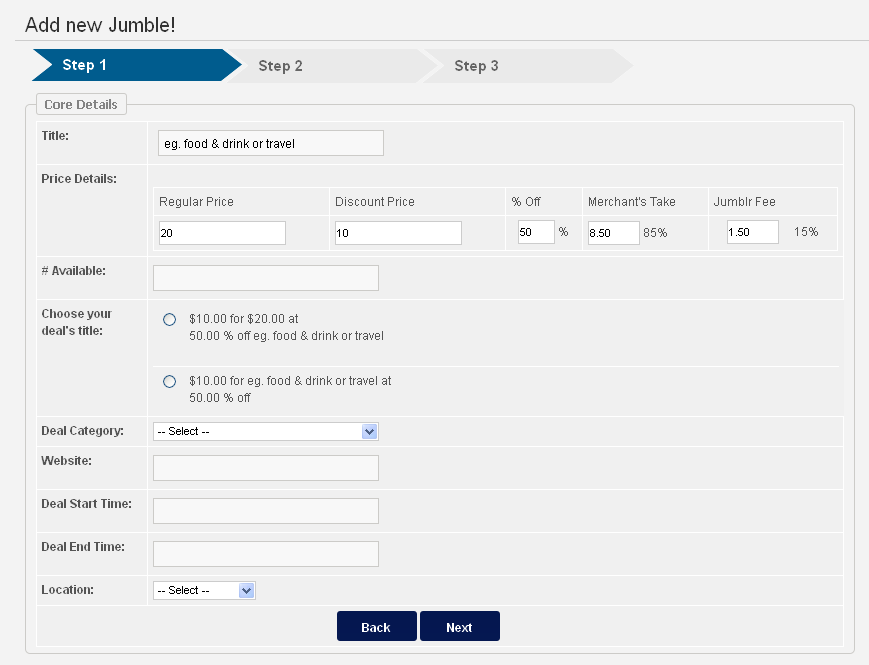 Add new Jumble!
Step 1 Step 2 Step 3
Core Details
Title: eg. food & drink or travel
Price Details:
Regular Price Discount Price % Off Merchant's Take Jumblr Fee
20 10 50 % 8.50 85% 1.50 15%
# Available:
Choose your
deal's title:
$10.00 for $20.00 at
50.00 % off eg. food & drink or travel
$10.00 for eg. food & drink or travel at
50.00 % off
Deal Category: -- Select --
Website:
Deal Start Time:
Deal End Time:
Location: -- Select --
Back Next